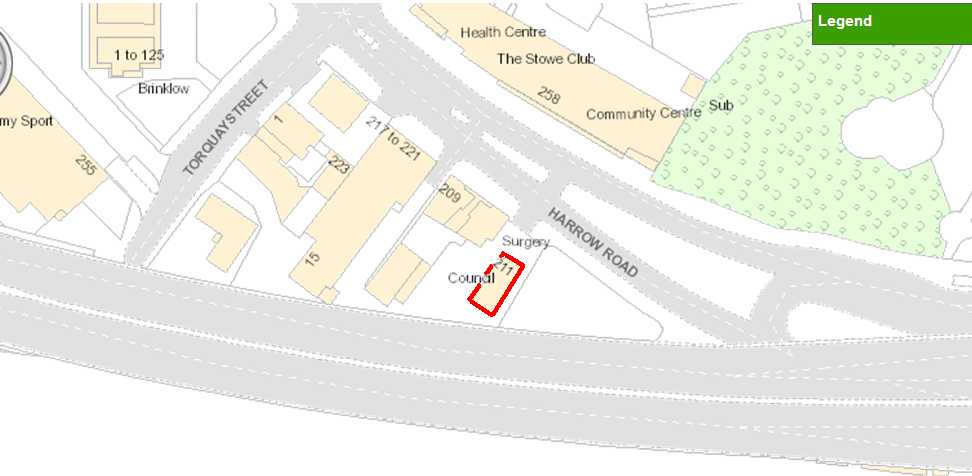 Legend
Health Centre
The Stowe Club
1 to 125
Brinklow
258
Sub
Community Centre
my Sport
TORQUAY STREET
1
217 to 221
255
223
209
HARROW ROAD
Surgery
15
211
Council